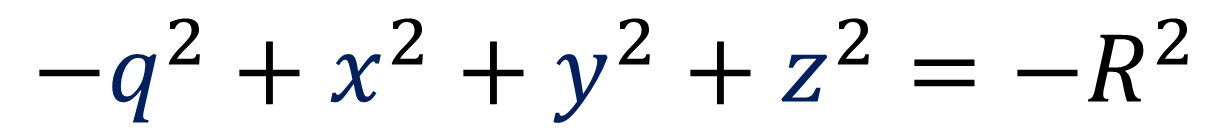 −q² + x² + y² + z² = −R²